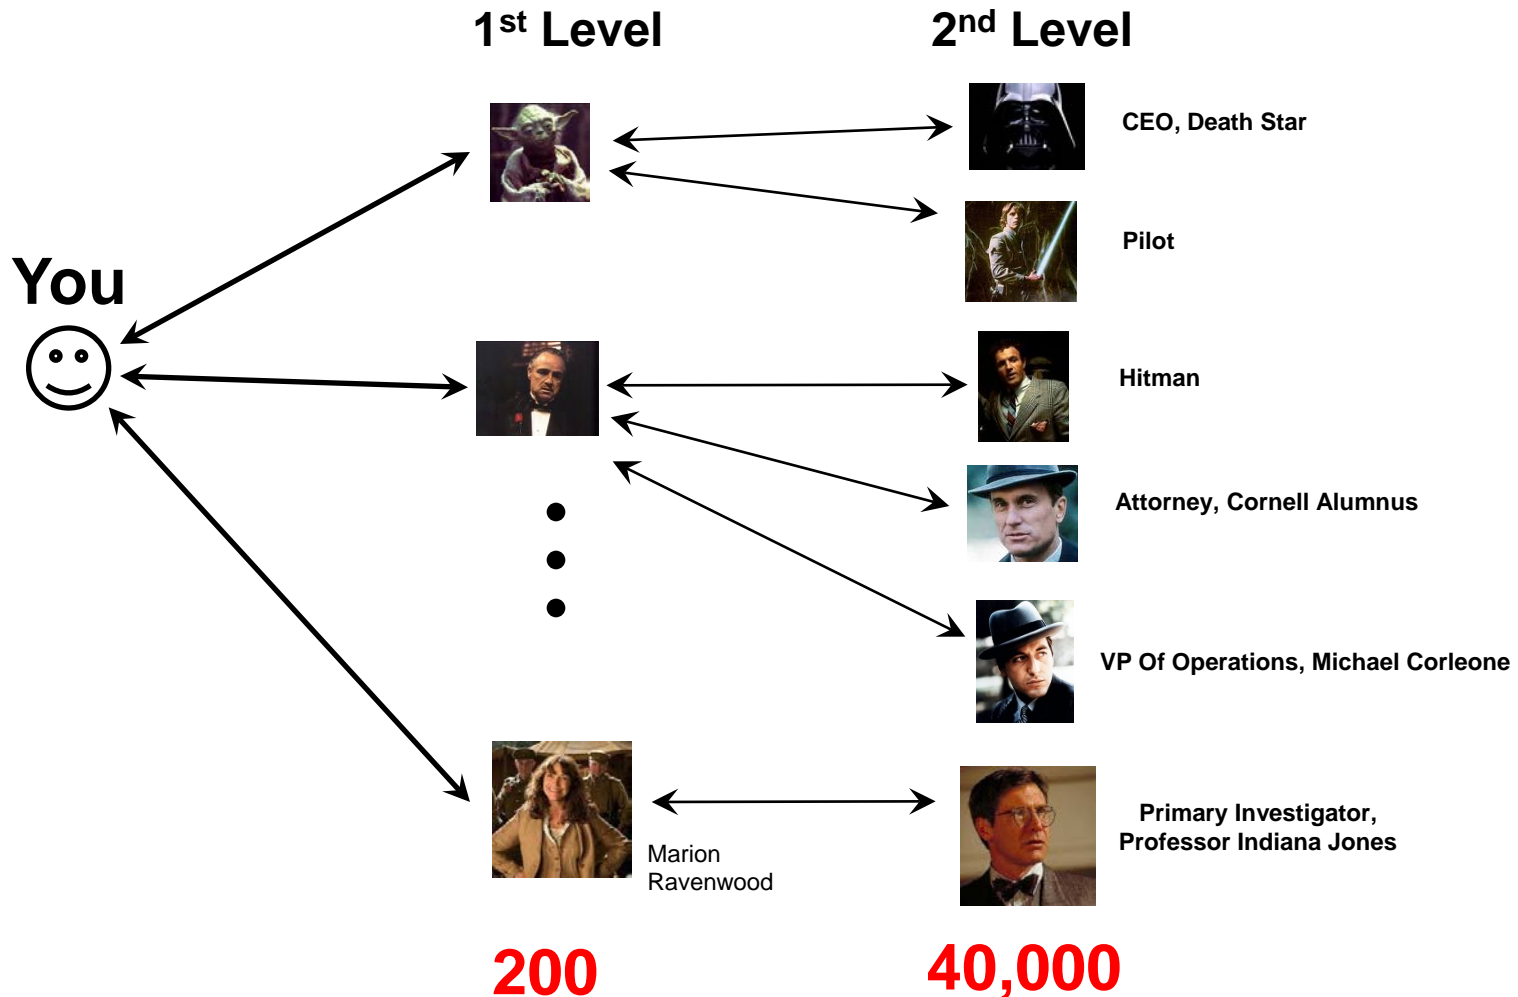 1st Level
2nd Level
CEO, Death Star
Pilot
You
Hitman
Attorney, Cornell Alumnus
VP Of Operations, Michael Corleone
Primary Investigator,
Professor Indiana Jones
Marion
Ravenwood
200
40,000